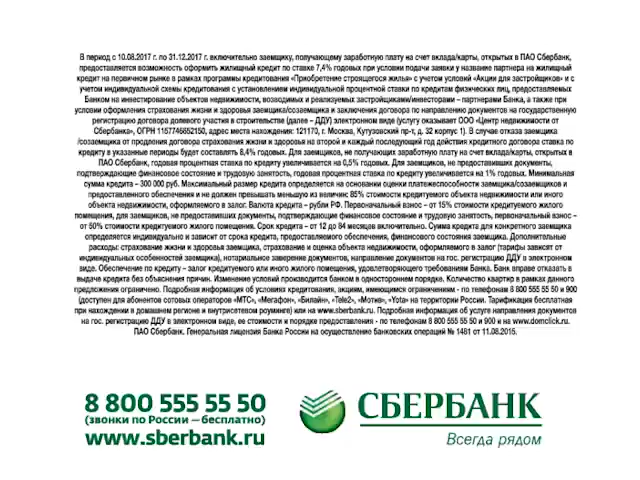 В период с 10.08.2017 г. по 31.12.2017 г. включительно заемщику, получающему заработную плату на счет вклада/карты, открытых в ПАО Сбербанк,
предоставляется возможность оформить жилищный кредит по ставке 7,4% годовых при условии подачи заявки у название партнера на жилищный
кредит на первичном рынке в рамках программы кредитования «Приобретение строящегося жилья» с учетом условий «Акции для застройщиков» и с
учетом индивидуальной схемы кредитования с установлением индивидуальной процентной ставки по кредитам физических лиц, предоставляемых
Банком на инвестирование объектов недвижимости, возводимых и реализуемых застройщиками/инвесторами – партнерами Банка, а также при
условии оформления страхования жизни и здоровья заемщика/созаемщика и заключения договора по направлению документов на государственную
регистрацию договора долевого участия в строительстве (далее – ДДУ) электронном виде (услугу оказывает ООО «Центр недвижимости от
Сбербанка», ОГРН 1157746652150, адрес места нахождения: 121170, г. Москва, Кутузовский пр-т, д. 32 корпус 1). В случае отказа заемщика
/созаемщика от продления договора страхования жизни и здоровья на второй и каждый последующий год действия кредитного договора ставка по
кредиту в указанные периоды будет составлять 8,4% годовых. Для заемщиков, не получающих заработную плату на счет вклада/карты, открытых в
ПАО Сбербанк, годовая процентная ставка по кредиту увеличивается на 0,5% годовых. Для заемщиков, не предоставивших документы,
подтверждающие финансовое состояние и трудовую занятость, годовая процентная ставка по кредиту увеличивается на 1% годовых. Минимальная
сумма кредита – 300 000 руб. Максимальный размер кредита определяется на основании оценки платежеспособности заемщика/созаемщиков и
предоставленного обеспечения и не должен превышать меньшую из величин: 85% стоимости кредитуемого объекта недвижимости или иного
объекта недвижимости, оформляемого в залог. Валюта кредита – рубли РФ. Первоначальный взнос – от 15% стоимости кредитуемого жилого
помещения, для заемщиков, не предоставивших документы, подтверждающие финансовое состояние и трудовую занятость, первоначальный взнос –
от 50% стоимости кредитуемого жилого помещения. Срок кредита – от 12 до 84 месяцев включительно. Сумма кредита для конкретного заемщика
определяется индивидуально и зависит от срока кредита, предоставляемого обеспечения, финансового состояния заемщика. Дополнительные
расходы: страхование жизни и здоровья заемщика, страхование и оценка объекта недвижимости, оформляемого в залог (тарифы зависят от
индивидуальных особенностей заемщика), нотариальное заверение документов, направление документов на гос. регистрацию ДДУ в электронном
виде. Обеспечение по кредиту – залог кредитуемого или иного жилого помещения, удовлетворяющего требованиям Банка. Банк вправе отказать в
выдаче кредита без объяснения причин. Изменение условий производится банком в одностороннем порядке. Количество квартир в рамках данного
предложения ограничено. Подробная информация об условиях кредитования, акциям, имеющимся ограничениям - по телефонам 8 800 555 55 50 и 900
(доступен для абонентов сотовых операторов «МТС», «Мегафон», «Билайн», «Tele2», «Мотив», «Yota» на территории России. Тарификация бесплатная
при нахождении в домашнем регионе и внутрисетевом роуминге) или на www.sberbank.ru. Подробная информация об услуге направления документов
на гос. регистрацию ДДУ в электронном виде, ее стоимости и порядке предоставления - по телефонам 8 800 555 55 50 и 900 и на www.domclick.ru.
ПАО Сбербанк. Генеральная лицензия Банка России на осуществление банковских операций № 1481 от 11.08.2015.
8 800 555 55 50
(звонки по России — бесплатно)
www.sberbank.ru
СБЕРБАНК
Всегда рядом